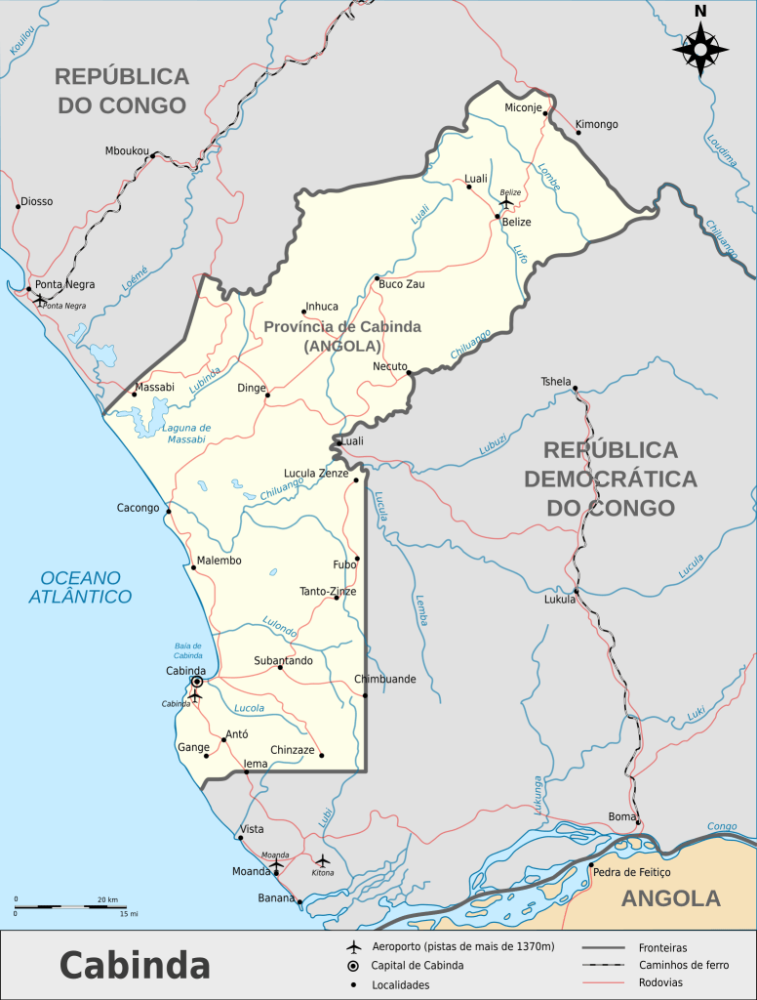 N
Kouilou
REPÚBLICA
DO CONGO
Miconje
Kimongo
Loudima
Mboukou
Lombe
Luali
Belize
Belize
Diosso
Luali
Lufo
Chiluango
Loémé
Ponta Negra
Ponta Negra
Buco Zau
Inhuca
Província de Cabinda
(ANGOLA)
Chiluango
Necuto
Lubinda
Massabi
Dinge
Tshela
Laguna de
Massabi
Luali
Lubuzi
REPÚBLICA
DEMOCRÁTICA
DO CONGO
Lucula Zenze
Chiluango
Lucula
Cacongo
Malembo
Fubo
Lucula
OCEANO
ATLÂNTICO
Tanto-Zinze
Lemba
Lukula
Lulondo
Baía de
Cabinda
Subantando
Cabinda
Chimbuande
Cabinda
Lucola
Luki
Antó
Gange
Chinzaze
Iema
Lukunga
Lubi
Boma
Vista
Congo
Moanda
Moanda
Kitona
Pedra de Feitiço
Banana
ANGOLA
0 20 km
0 15 mi
Cabinda
Aeroporto (pistas de mais de 1370m)
Capital de Cabinda
Localidades
Fronteiras
Caminhos de ferro
Rodovias